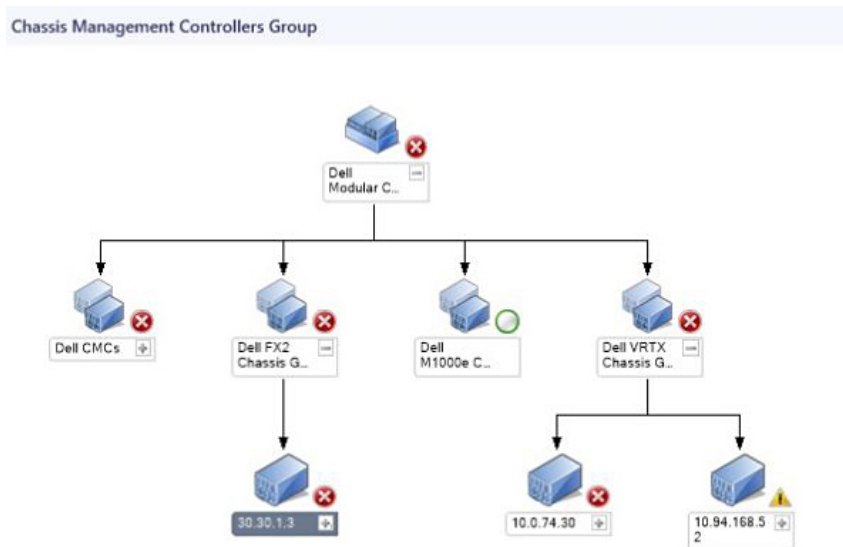 Chassis Management Controllers Group
Dell
Modular C...
Dell CMCs
Dell FX2
Chassis G...
Dell
M1000e C...
Dell VRTX
Chassis G...
30.30.1.3
10.0.74.30
10.94.168.5
2